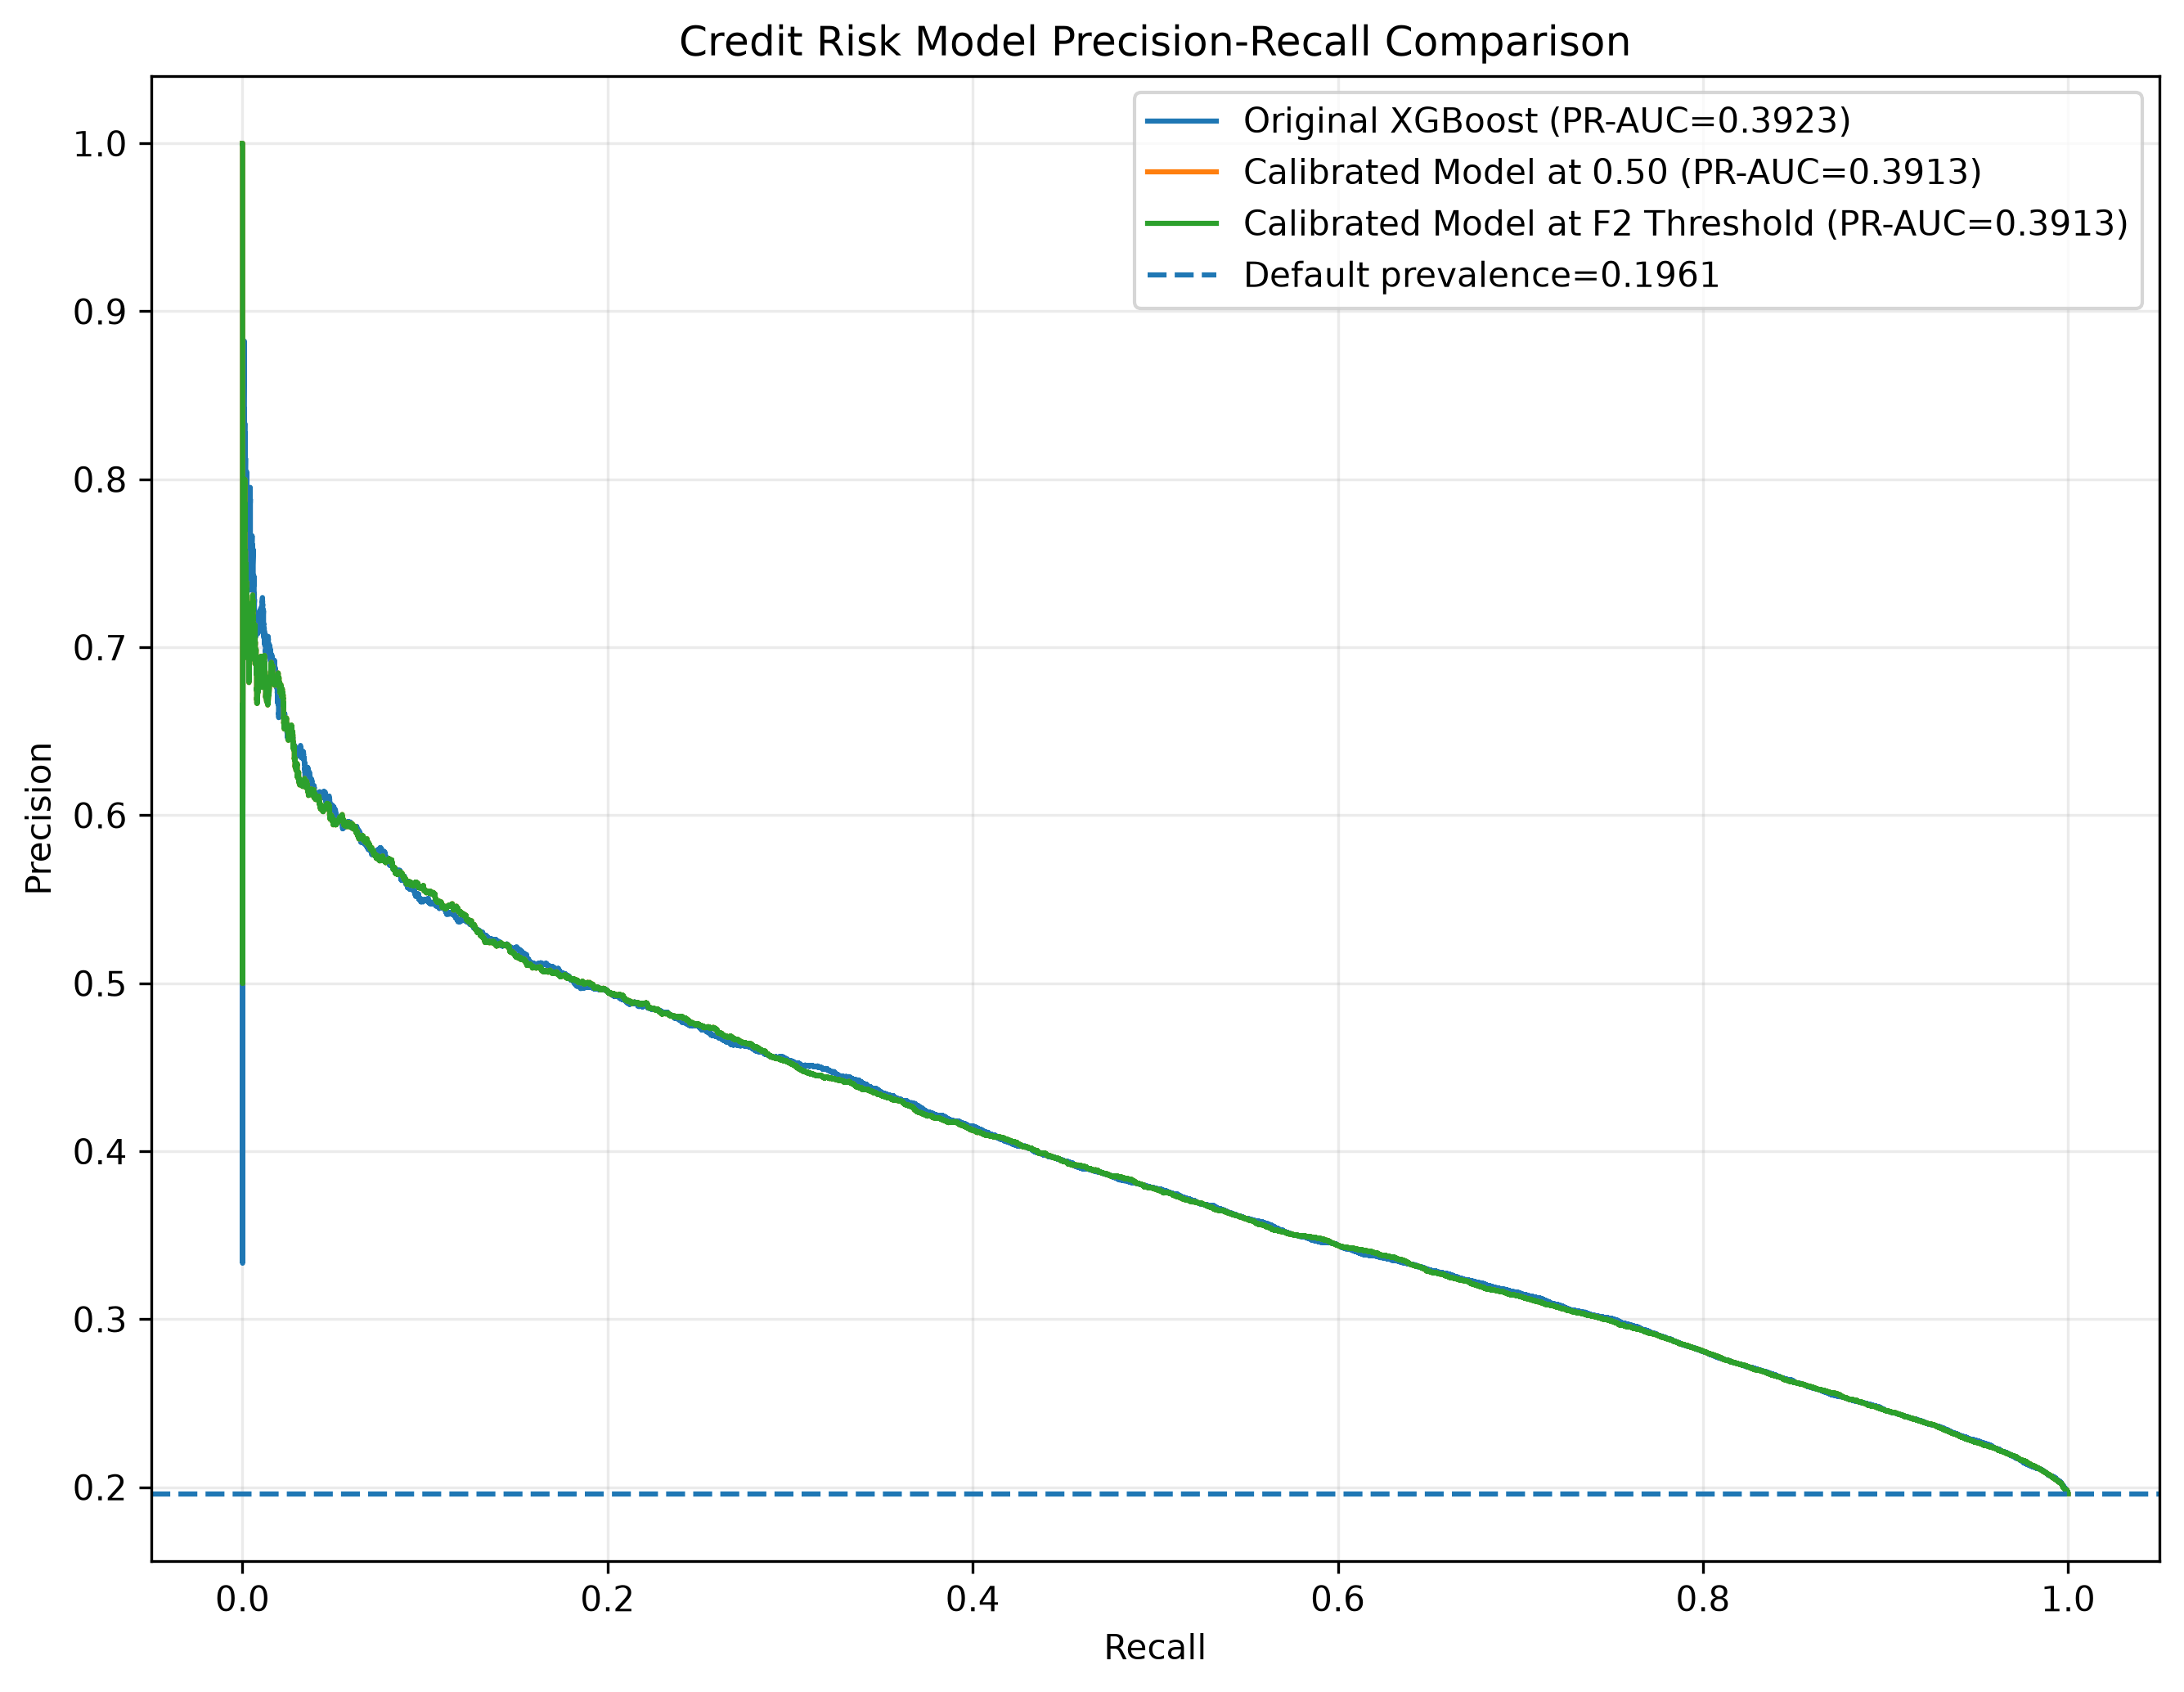 Credit Risk Model Precision-Recall Comparison
Original XGBoost (PR-AUC=0.3923)
Calibrated Model at 0.50 (PR-AUC=0.3913)
Calibrated Model at F2 Threshold (PR-AUC=0.3913)
Default prevalence=0.1961
Precision
1.0
0.9
0.8
0.7
0.6
0.5
0.4
0.3
0.2
0.0 0.2 0.4 0.6 0.8 1.0
Recall